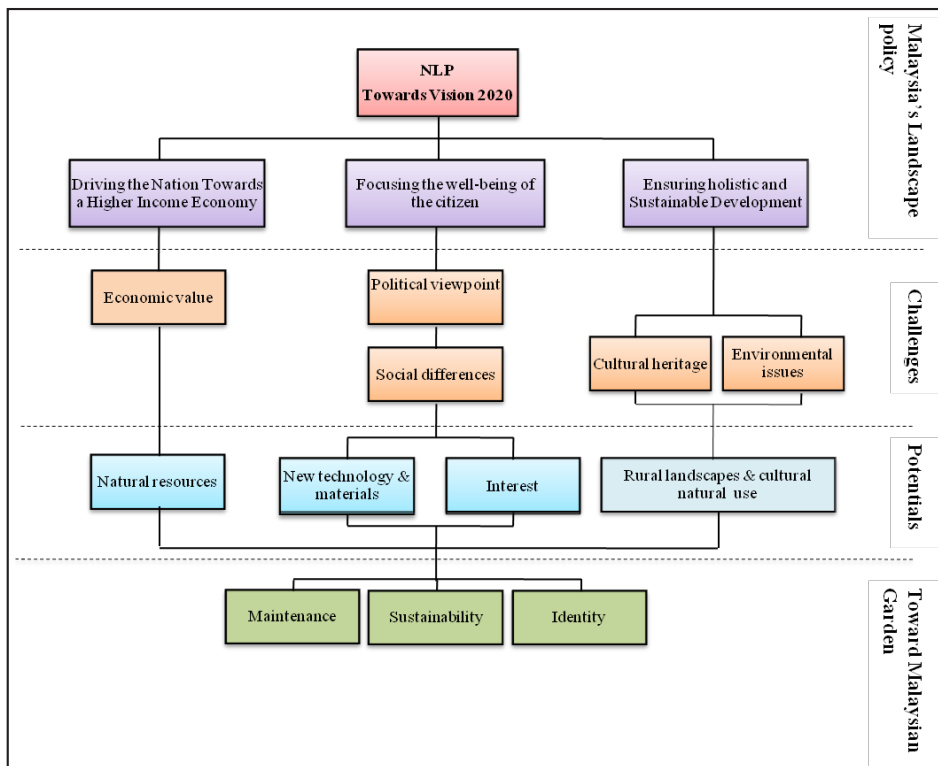 Malaysia's Landscape
policy
NLP
Towards Vision 2020
Driving the Nation Towards
a Higher Income Economy
Focusing the well-being of
the citizen
Ensuring holistic and
Sustainable Development
Challenges
Economic value
Political viewpoint
Social differences
Cultural heritage
Environmental
issues
Potentials
Natural resources
New technology &
materials
Interest
Rural landscapes & cultural
natural use
Toward Malaysian
Garden
Maintenance
Sustainability
Identity